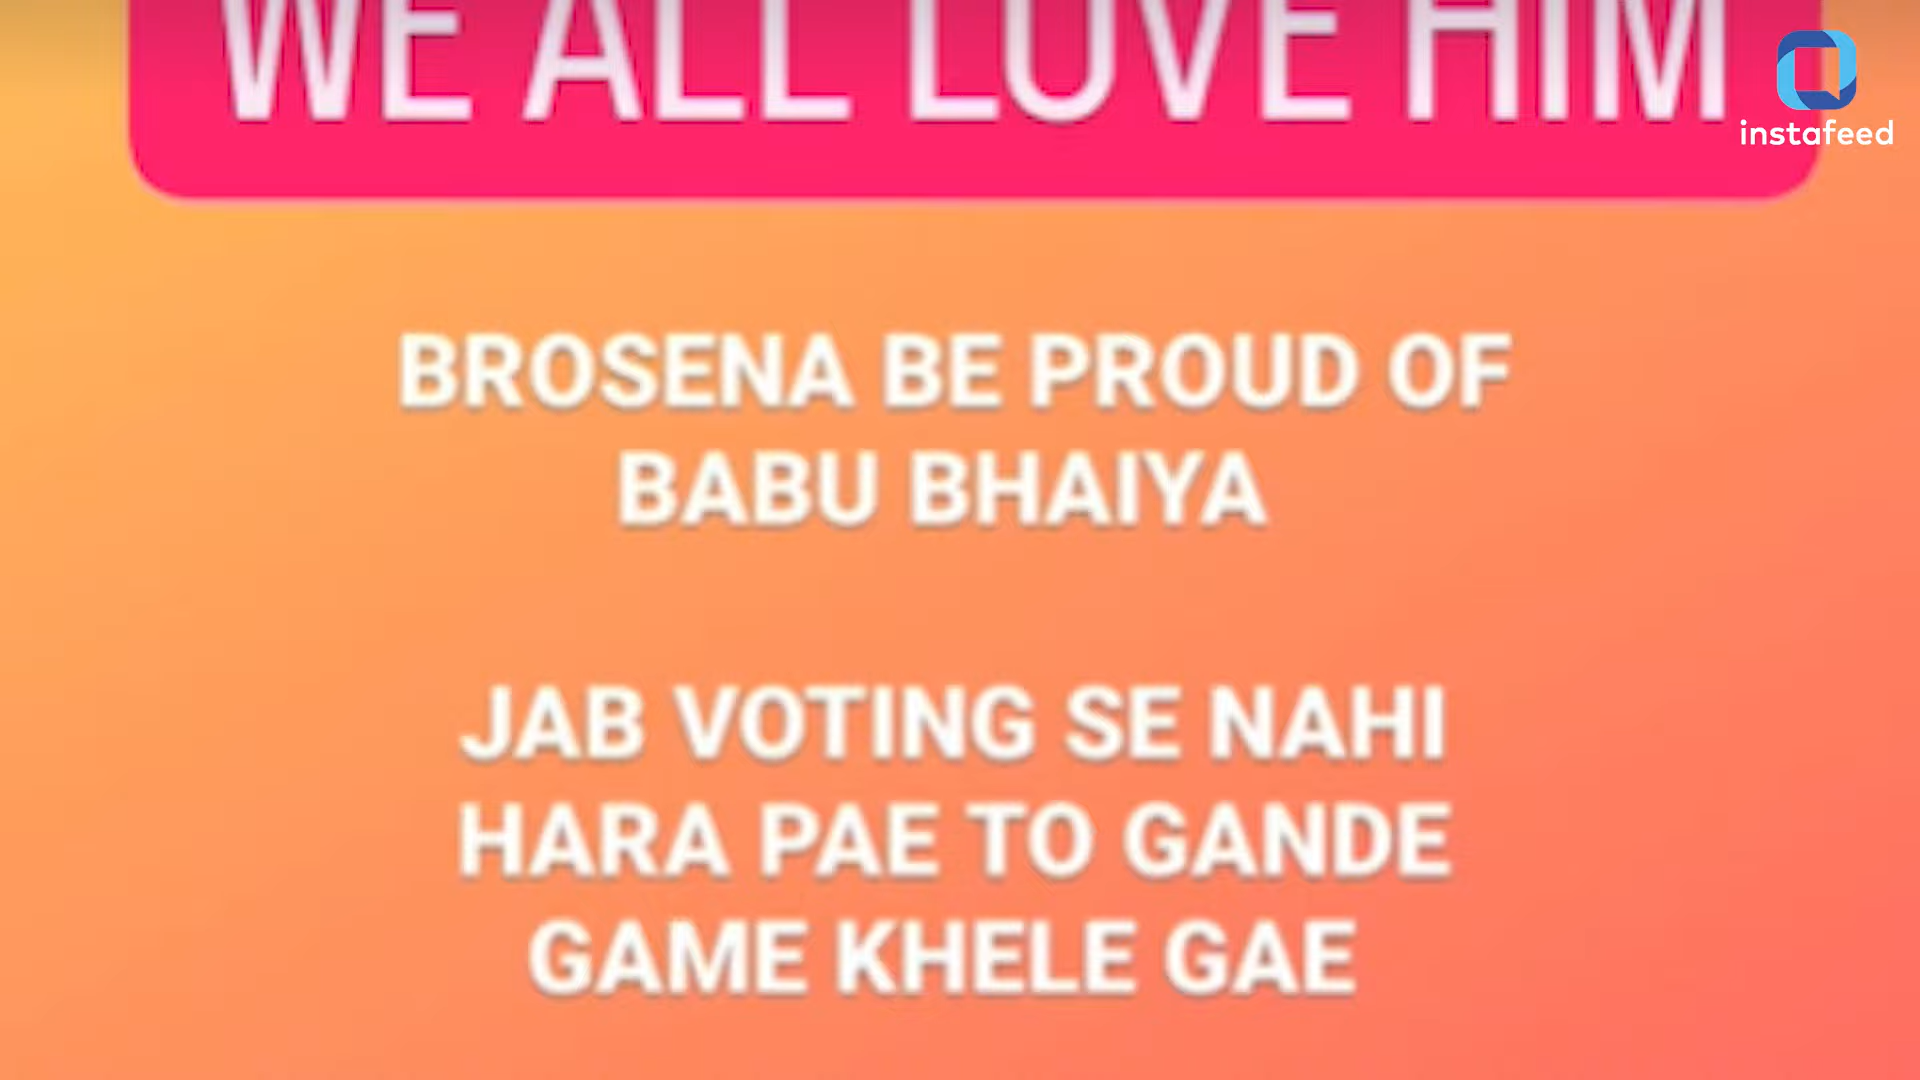 WE ALL LOVE HIM
instafeed
BROSENA BE PROUD OF
BABU BHAIYA
JAB VOTING SE NAHI
HARA PAE TO GANDE
GAME KHELE GAE